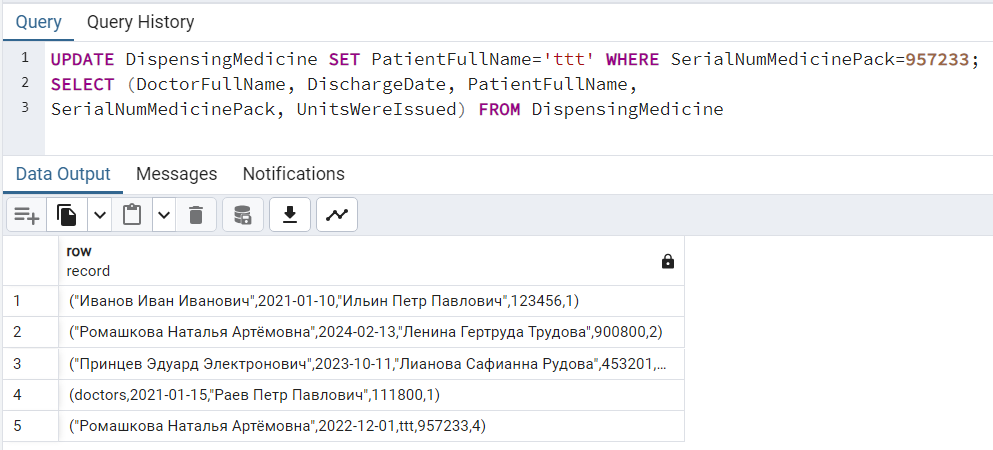 Query Query History
1 UPDATE DispensingMedicine SET PatientFullName='ttt' WHERE SerialNumMedicinePack=957233;
2 SELECT (DoctorFullName, DischargeDate, PatientFullName,
3 SerialNumMedicinePack, UnitsWereIssued) FROM DispensingMedicine
Data Output Messages Notifications
row
record
1 ("Иванов Иван Иванович",2021-01-10,"Ильин Петр Павлович",123456,1)
2 ("Ромашкова Наталья Артёмовна",2024-02-13,"Ленина Гертруда Трудова",900800,2)
3 ("Принцев Эдуард Электронович",2023-10-11,"Лианова Сафианна Рудова",453201,...
4 (doctors,2021-01-15,"Раев Петр Павлович",111800,1)
5 ("Ромашкова Наталья Артёмовна",2022-12-01,ttt,957233,4)